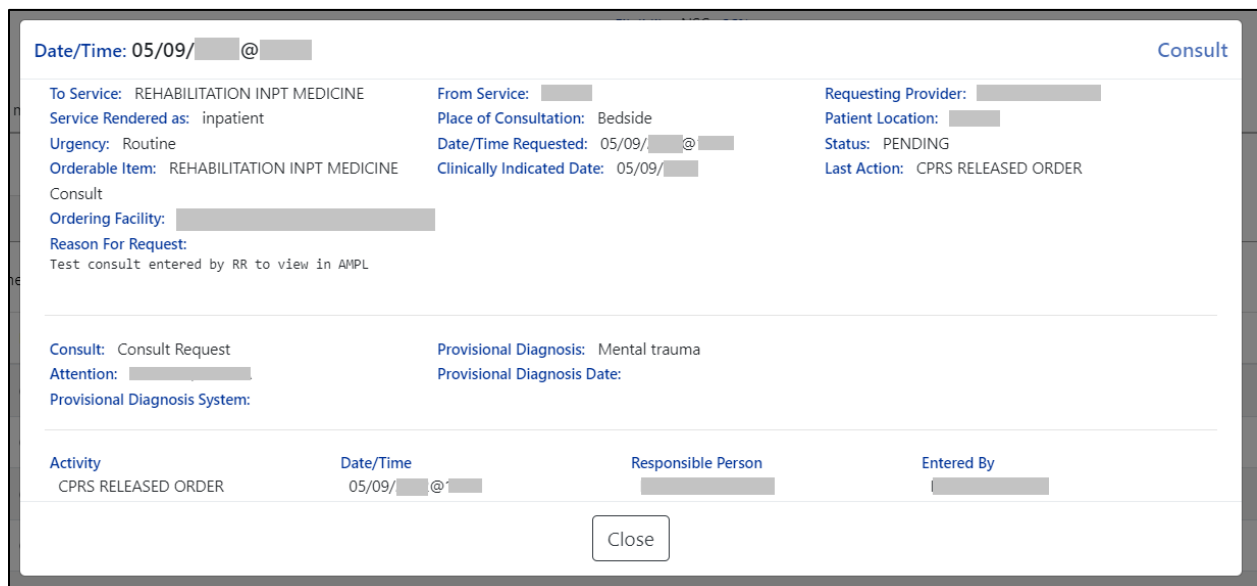 Date/Time: 05/09/ @
Consult
To Service: REHABILITATION INPT MEDICINE
From Service:
Requesting Provider:
Service Rendered as: inpatient
Place of Consultation: Bedside
Patient Location:
Urgency: Routine
Date/Time Requested: 05/09/ @
Status: PENDING
Orderable Item: REHABILITATION INPT MEDICINE
Consult
Clinically Indicated Date: 05/09/
Last Action: CPRS RELEASED ORDER
Ordering Facility:
Reason For Request:
Test consult entered by RR to view in AMPL
Consult: Consult Request
Provisional Diagnosis: Mental trauma
Attention:
Provisional Diagnosis Date:
Provisional Diagnosis System:
Activity Date/Time Responsible Person Entered By
CPRS RELEASED ORDER 05/09/ @
Close